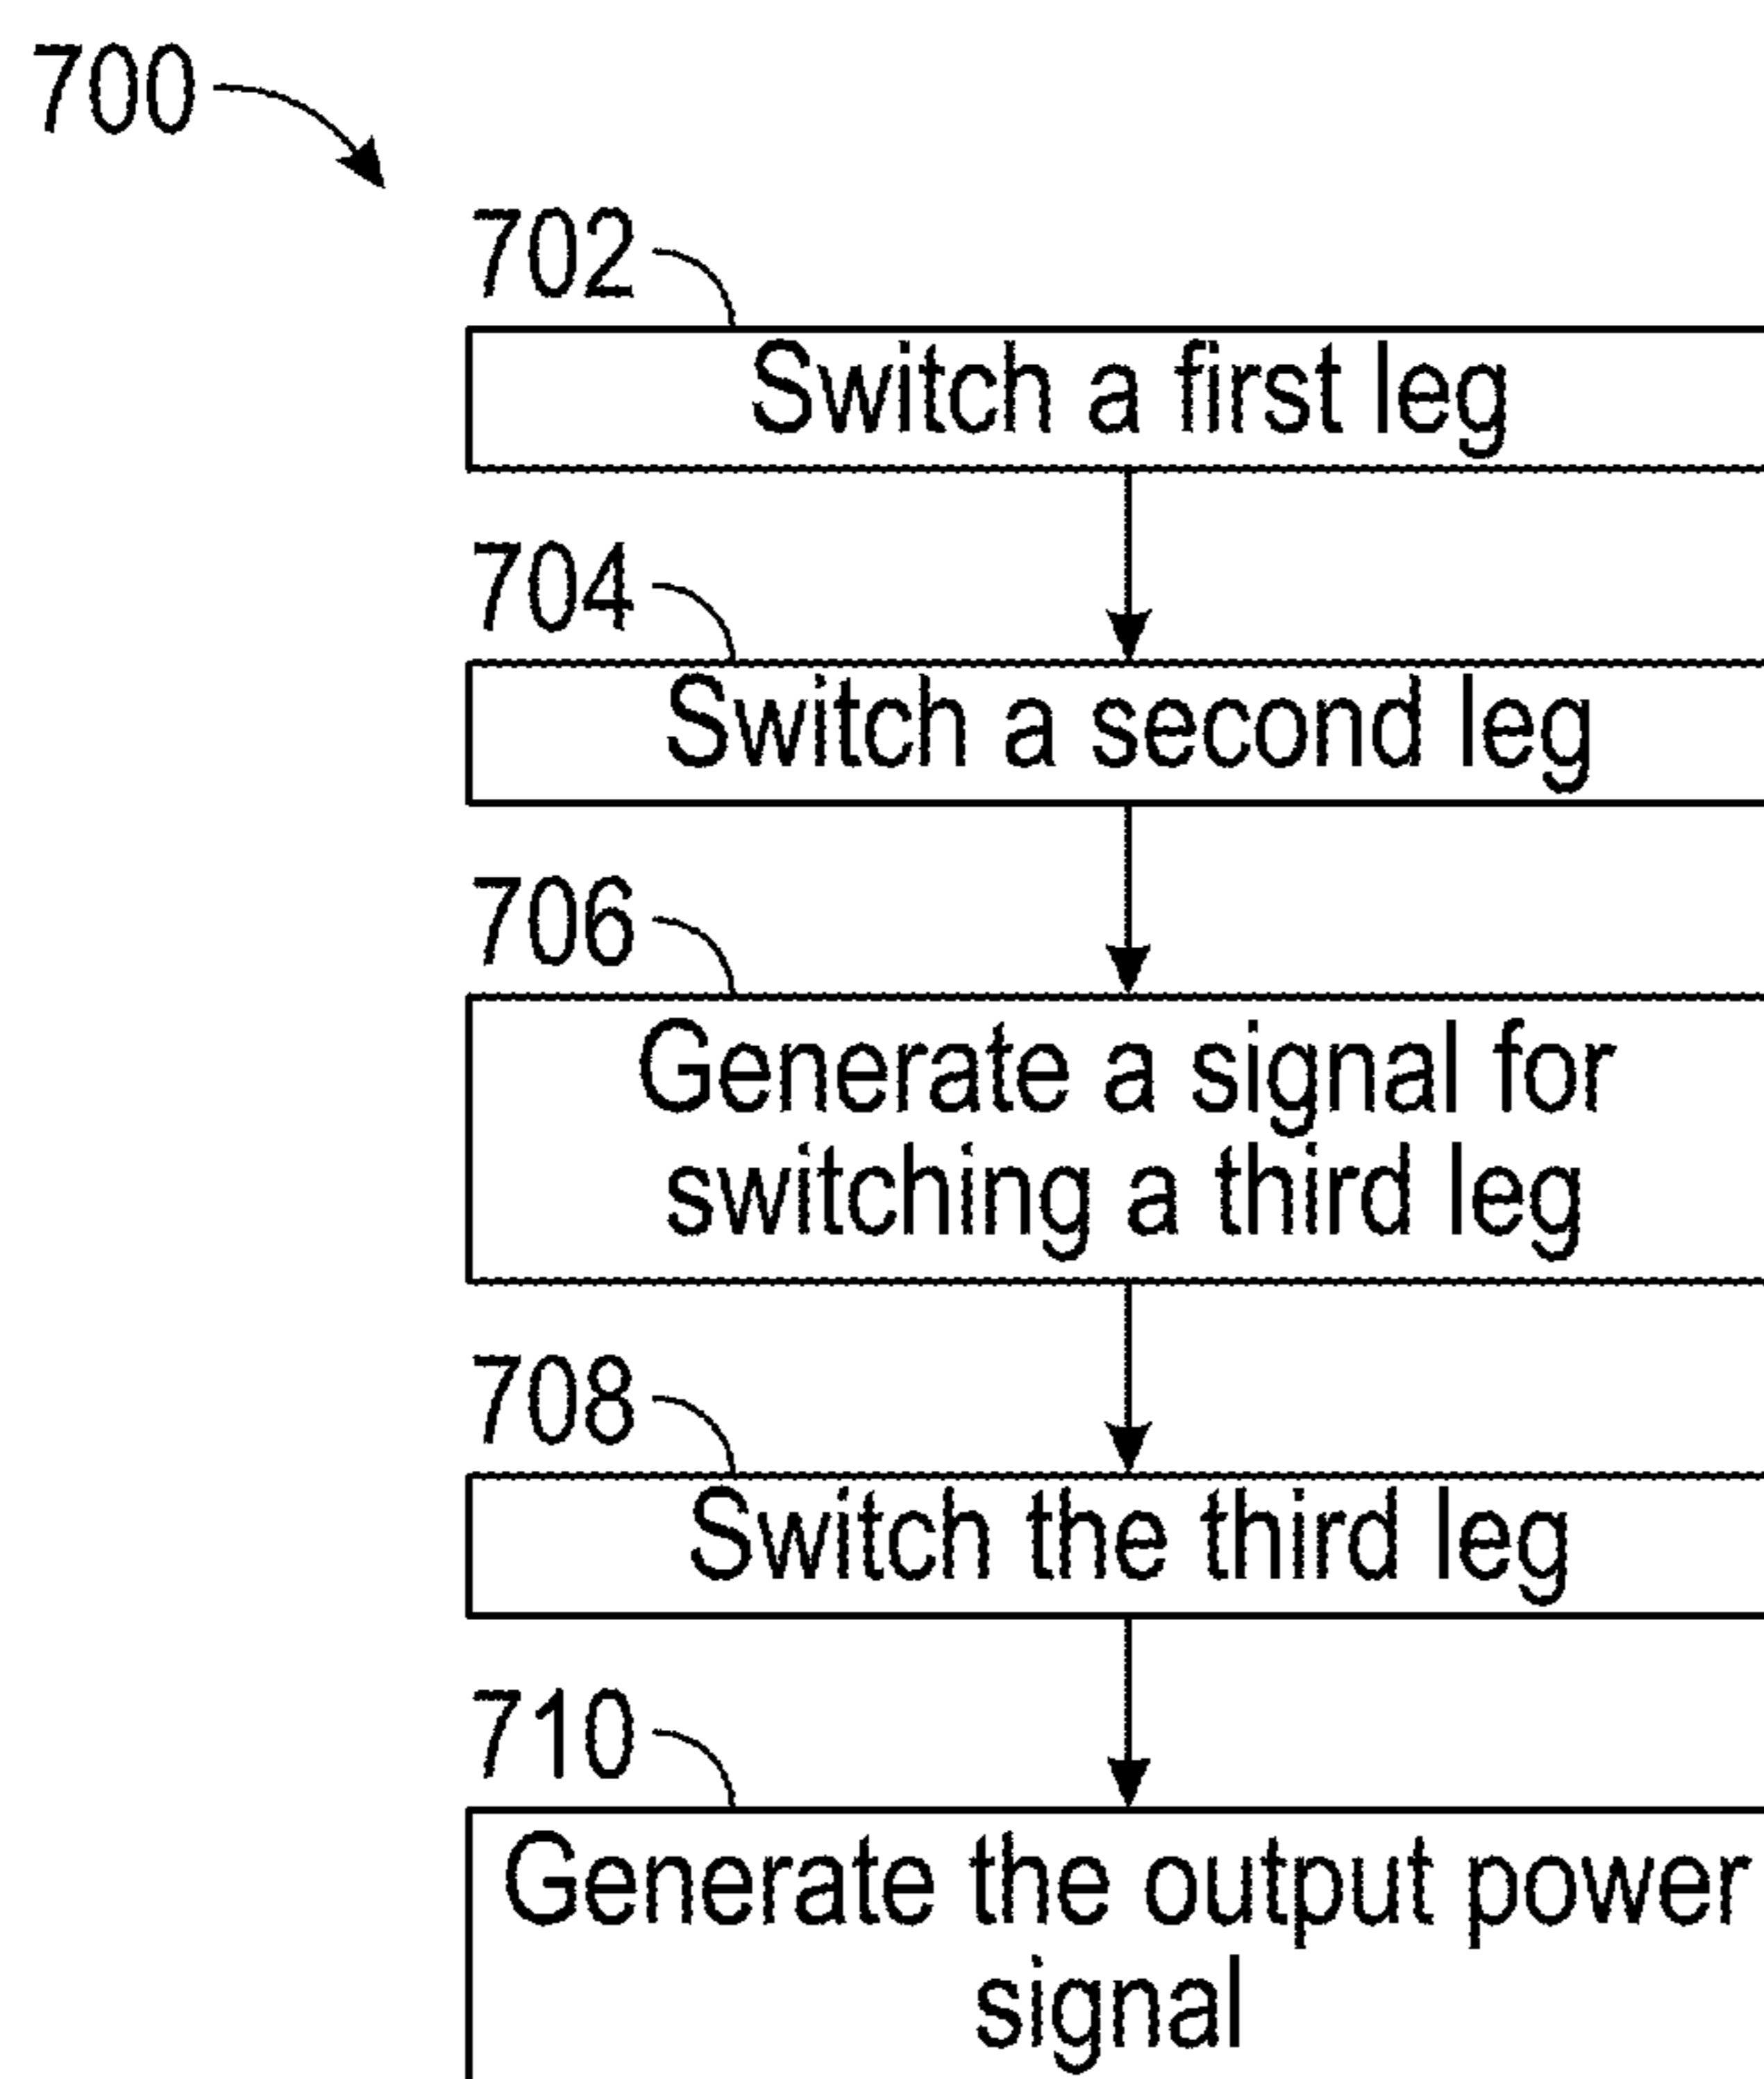 700
702
Switch a first leg
704
Switch a second leg
706
Generate a signal for
switching a third leg
708
Switch the third leg
710
Generate the output power
signal